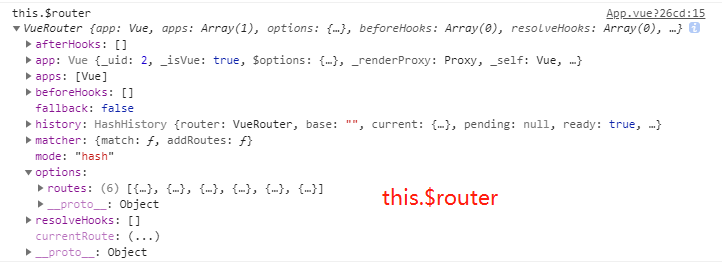 this.$router App.vue?26cd:15
▼VueRouter {app: Vue, apps: Array(1), options: {…}, beforeHooks: Array(0), resolveHooks: Array(0), …} i
▶afterHooks: []
▶app: Vue {_uid: 2, _isVue: true, $options: {…}, _renderProxy: Proxy, _self: Vue, …}
▶apps: [Vue]
▶beforeHooks: []
fallback: false
▶history: HashHistory {router: VueRouter, base: "", current: {…}, pending: null, ready: true, …}
▶matcher: {match: ƒ, addRoutes: ƒ}
mode: "hash"
▼options:
▶routes: (6) [{…}, {…}, {…}, {…}, {…}, {…}]
▶__proto__: Object
this.$router
▶resolveHooks: []
currentRoute: (...)
▶__proto__: Object